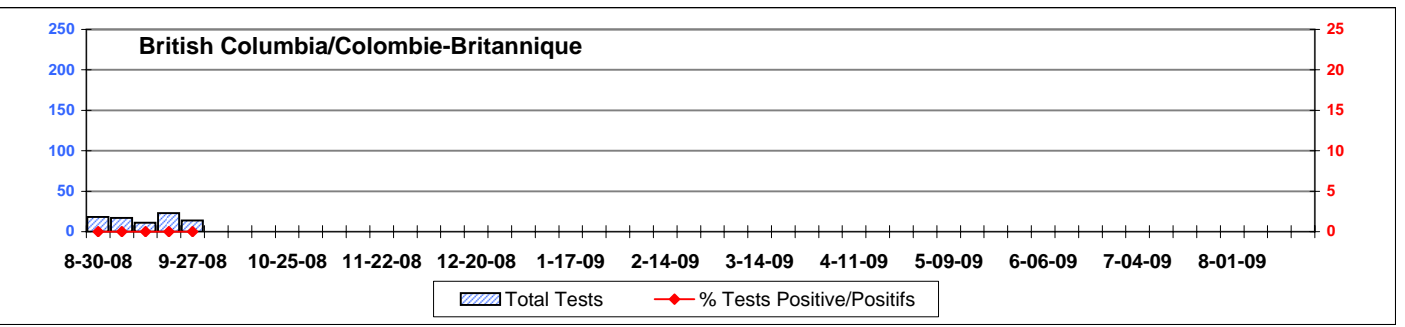 British Columbia/Colombie-Britannique
250 25
200 20
150 15
100 10
50 5
0 0
8-30-08 9-27-08 10-25-08 11-22-08 12-20-08 1-17-09 2-14-09 3-14-09 4-11-09 5-09-09 6-06-09 7-04-09 8-01-09
Total Tests % Tests Positive/Positifs